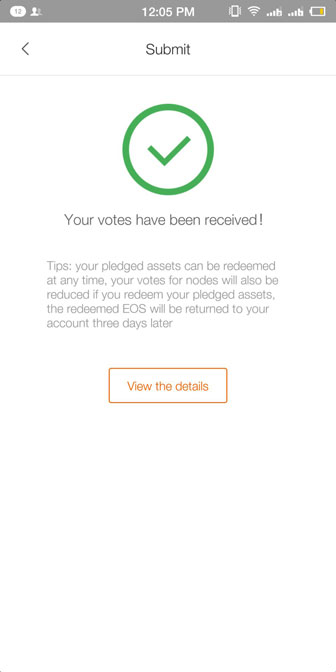 12
12:05 PM
Submit
Your votes have been received!
Tips: your pledged assets can be redeemed
at any time, your votes for nodes will also be
reduced if you redeem your pledged assets,
the redeemed EOS will be returned to your
account three days later
View the details